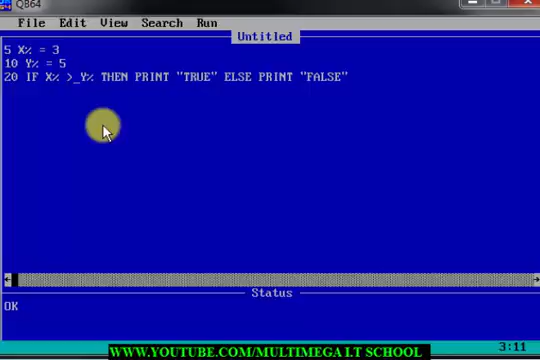 QB64
File Edit View Search Run
Untitled
5 X% = 3
10 Y% = 5
20 IF X% >_Y% THEN PRINT "TRUE" ELSE PRINT "FALSE"
Status
OK
3:11
WWW.YOUTUBE.COM/MULTIMEGA I.T SCHOOL